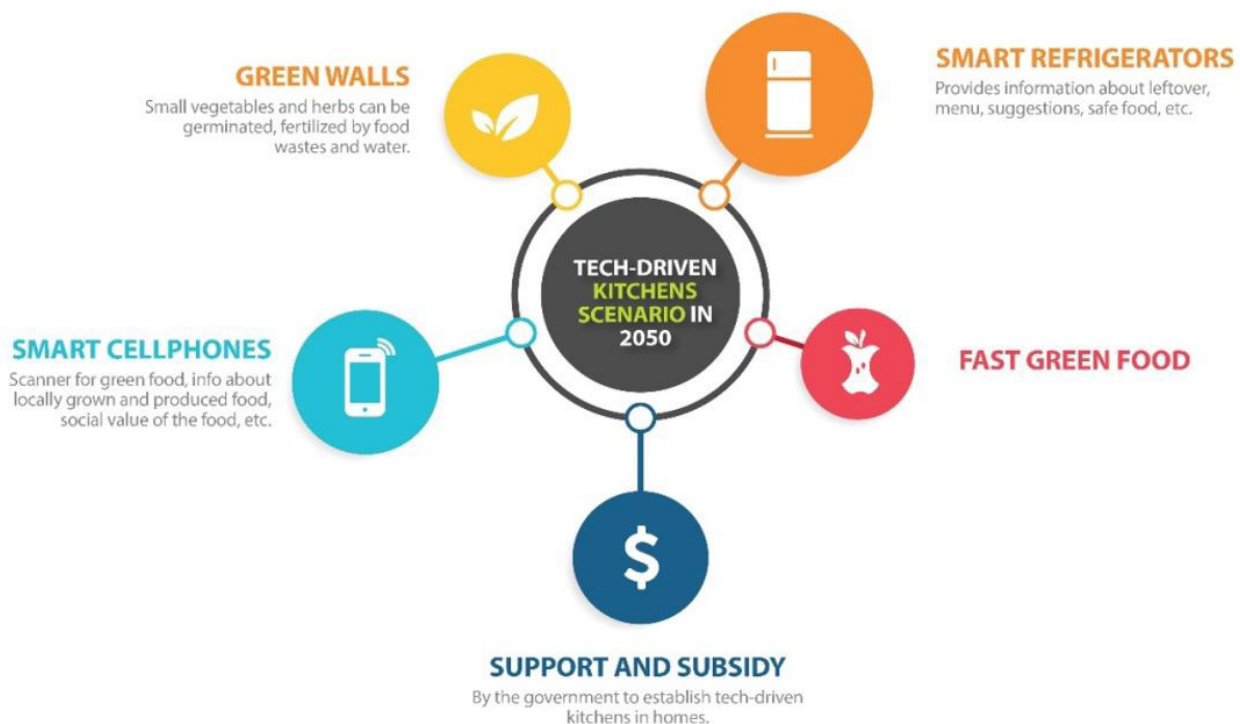 GREEN WALLS
Small vegetables and herbs can be
germinated, fertilized by food
wastes and water.
SMART REFRIGERATORS
Provides information about leftover,
menu, suggestions, safe food, etc.
TECH-DRIVEN
KITCHENS
SCENARIO IN
2050
SMART CELLPHONES
Scanner for green food, info about
locally grown and produced food,
social value of the food, etc.
FAST GREEN FOOD
$
SUPPORT AND SUBSIDY
By the government to establish tech-driven
kitchens in homes.